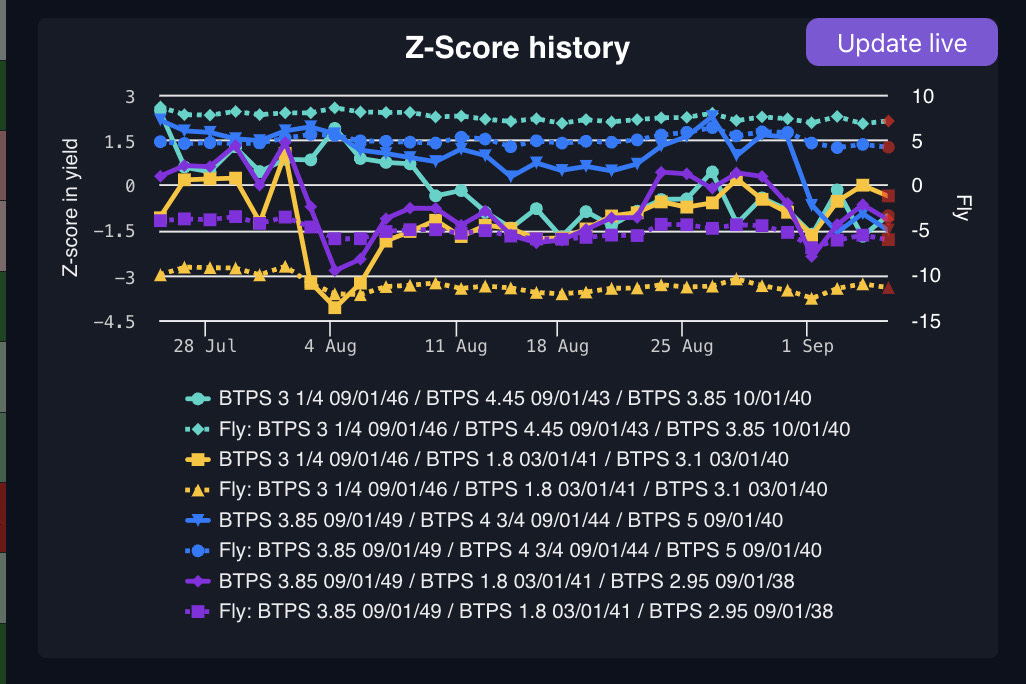 Z-Score history
Update live
3
1.5
0
−1.5
−3
−4.5
Z-score in yield
10
5
0
-5
-10
-15
Fly
28 Jul
4 Aug
11 Aug
18 Aug
25 Aug
1 Sep
BTPS 3 1/4 09/01/46 / BTPS 4.45 09/01/43 / BTPS 3.85 10/01/40
Fly: BTPS 3 1/4 09/01/46 / BTPS 4.45 09/01/43 / BTPS 3.85 10/01/40
BTPS 3 1/4 09/01/46 / BTPS 1.8 03/01/41 / BTPS 3.1 03/01/40
Fly: BTPS 3 1/4 09/01/46 / BTPS 1.8 03/01/41 / BTPS 3.1 03/01/40
BTPS 3.85 09/01/49 / BTPS 4 3/4 09/01/44 / BTPS 5 09/01/40
Fly: BTPS 3.85 09/01/49 / BTPS 4 3/4 09/01/44 / BTPS 5 09/01/40
BTPS 3.85 09/01/49 / BTPS 1.8 03/01/41 / BTPS 2.95 09/01/38
Fly: BTPS 3.85 09/01/49 / BTPS 1.8 03/01/41 / BTPS 2.95 09/01/38